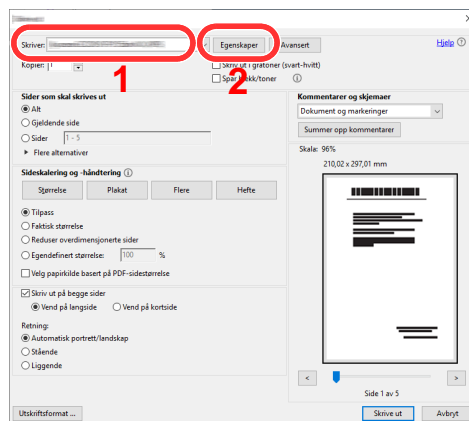 Skriver: Egenskaper Avansert Hjelp
Kopier: 1 Skriv ut i gråtoner (svart-hvitt)
1 2
Spar blekk/toner
Sider som skal skrives ut
Alt
Gjeldende side
Sider 1 - 5
Flere alternativer
Sideskalering og -håndtering
Størrelse Plakat Flere Hefte
Tilpass
Faktisk størrelse
Reduser overdimensjonerte sider
Egendefinert størrelse: 100 %
Velg papirkilde basert på PDF-sidestørrelse
Skriv ut på begge sider
Vend på langside Vend på kortside
Retning:
Automatisk portrett/landskap
Stående
Liggende
Kommentarer og skjemaer
Dokument og markeringer
Summer opp kommentarer
Skala: 96%
210,02 x 297,01 mm
< >
Side 1 av 5
Utskriftsformat ... Skrive ut Avbryt